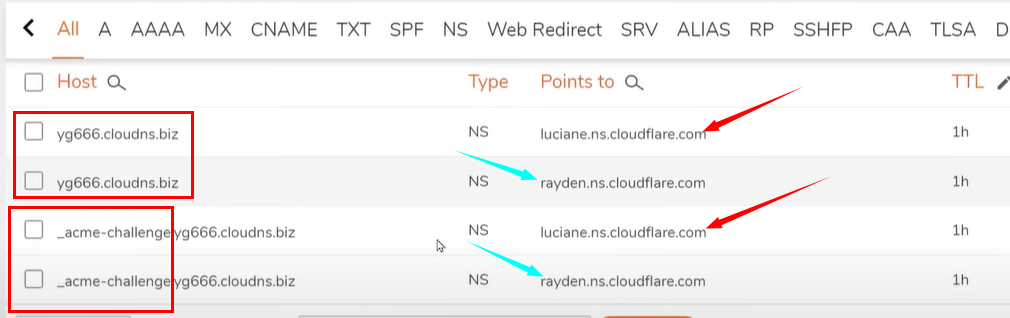 All A AAAA MX CNAME TXT SPF NS Web Redirect SRV ALIAS RP SSHFP CAA TLSA D
Host Type Points to TTL
yg666.cloudns.biz NS luciane.ns.cloudflare.com 1h
yg666.cloudns.biz NS rayden.ns.cloudflare.com 1h
_acme-challenge.yg666.cloudns.biz NS luciane.ns.cloudflare.com 1h
_acme-challenge.yg666.cloudns.biz NS rayden.ns.cloudflare.com 1h